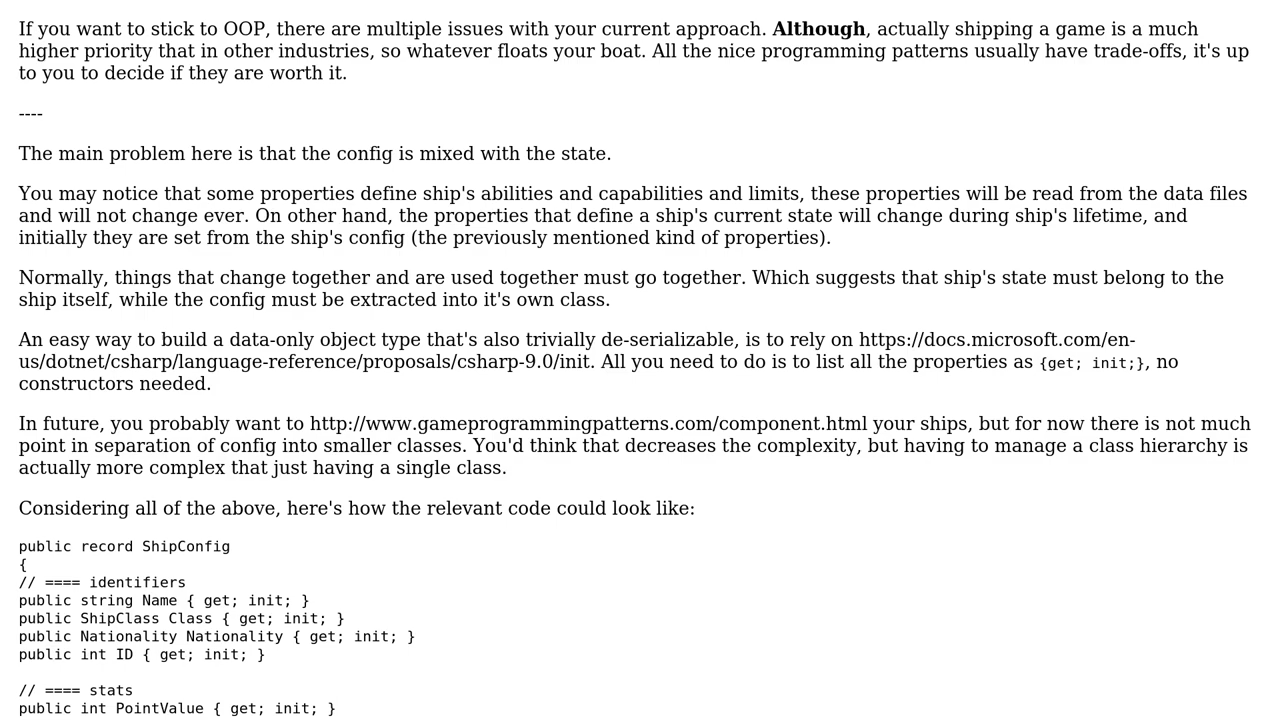 If you want to stick to OOP, there are multiple issues with your current approach. Although, actually shipping a game is a much
higher priority that in other industries, so whatever floats your boat. All the nice programming patterns usually have trade-offs, it's up
to you to decide if they are worth it.
----
The main problem here is that the config is mixed with the state.
You may notice that some properties define ship's abilities and capabilities and limits, these properties will be read from the data files
and will not change ever. On other hand, the properties that define a ship's current state will change during ship's lifetime, and
initially they are set from the ship's config (the previously mentioned kind of properties).
Normally, things that change together and are used together must go together. Which suggests that ship's state must belong to the
ship itself, while the config must be extracted into it's own class.
An easy way to build a data-only object type that's also trivially de-serializable, is to rely on https://docs.microsoft.com/en-
us/dotnet/csharp/language-reference/proposals/csharp-9.0/init. All you need to do is to list all the properties as {get; init;}, no
constructors needed.
In future, you probably want to http://www.gameprogrammingpatterns.com/component.html your ships, but for now there is not much
point in separation of config into smaller classes. You'd think that decreases the complexity, but having to manage a class hierarchy is
actually more complex that just having a single class.
Considering all of the above, here's how the relevant code could look like:
public record ShipConfig
{
// ==== identifiers
public string Name { get; init; }
public ShipClass Class { get; init; }
public Nationality Nationality { get; init; }
public int ID { get; init; }
// ==== stats
public int PointValue { get; init; }